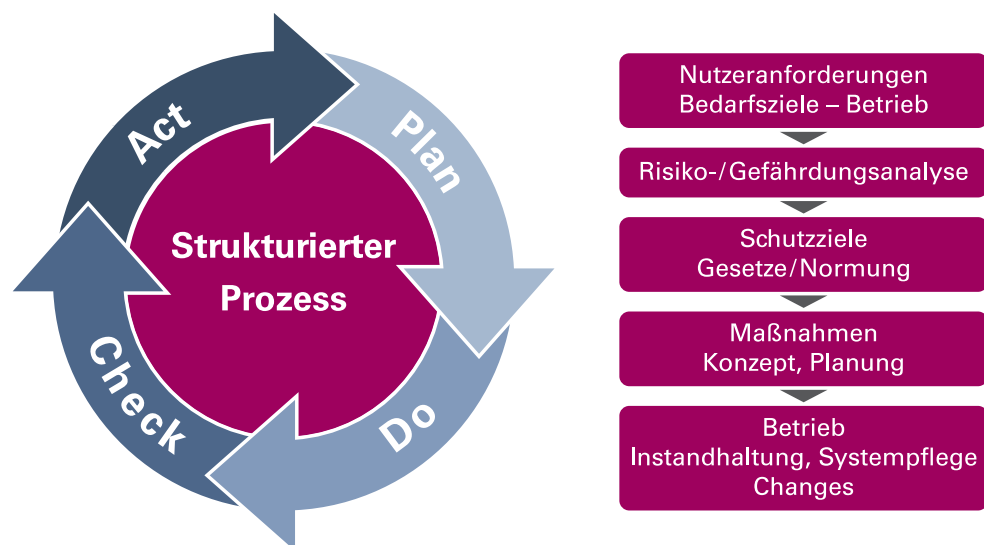 Act
Plan
Do
Check
Strukturierter
Prozess
Nutzeranforderungen
Bedarfsziele – Betrieb
Risiko-/Gefährdungsanalyse
Schutzziele
Gesetze/Normung
Maßnahmen
Konzept, Planung
Betrieb
Instandhaltung, Systempflege
Changes